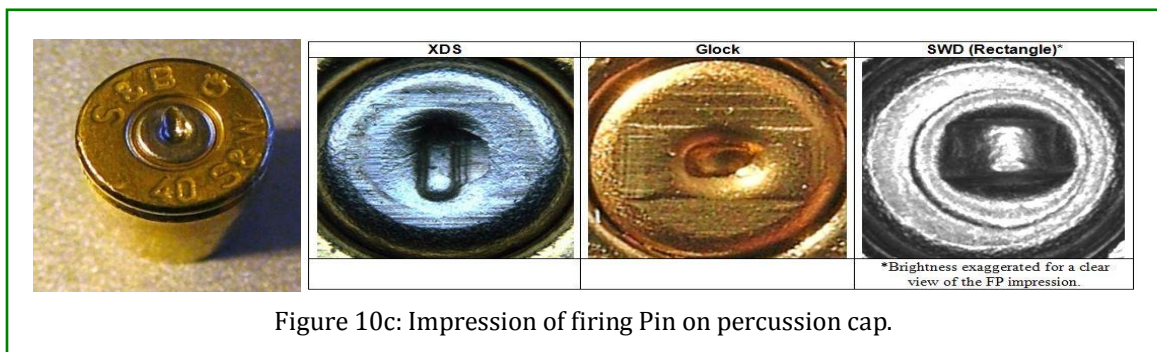 S&B
40 S&W
XDS
Glock
SWD (Rectangle)*
*Brightness exaggerated for a clear
view of the FP impression.
Figure 10c: Impression of firing Pin on percussion cap.